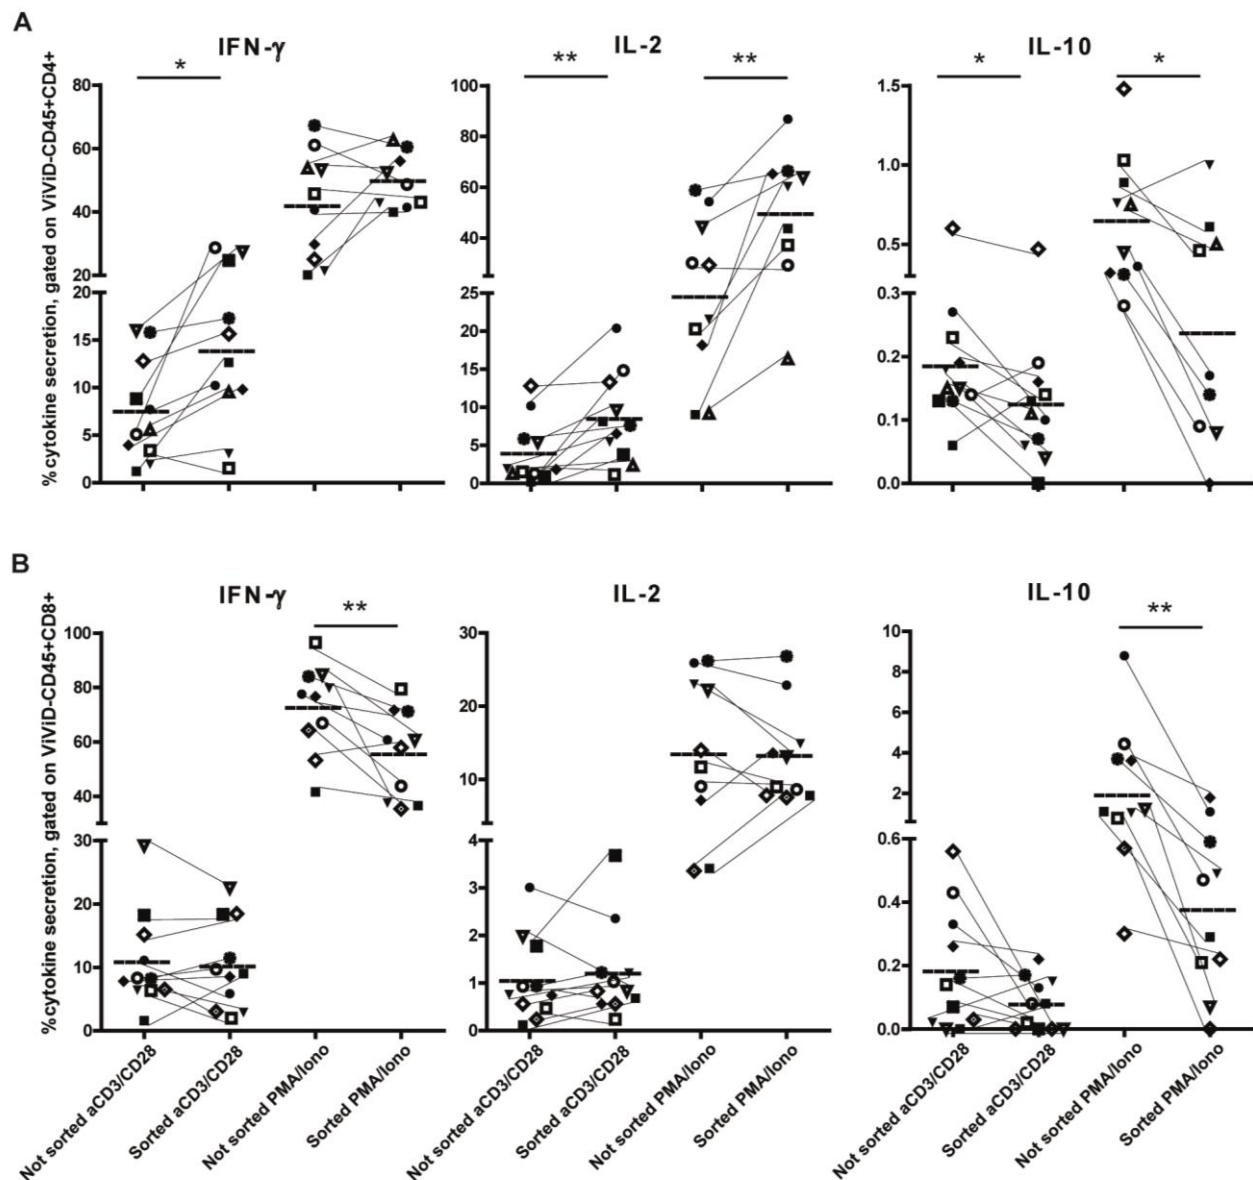 A
IFN-γ
IL-2
IL-10
*
**
**
*
*
%cytokine secretion, gated on ViViD-CD45+CD4+
80
60
40
20
15
10
5
0
100
80
60
40
25
20
15
10
5
0
1.5
1.0
0.5
0.3
0.2
0.1
0.0
B
IFN-γ
IL-2
IL-10
**
**
%cytokine secretion, gated on ViViD-CD45+CD8+
100
80
60
40
30
20
10
0
30
20
10
4
3
2
1
0
10
8
6
4
2
0.6
0.4
0.2
0.0
Not sorted aCD3/CD28
Sorted aCD3/CD28
Not sorted PMA/Iono
Sorted PMA/Iono
Not sorted aCD3/CD28
Sorted aCD3/CD28
Not sorted PMA/Iono
Sorted PMA/Iono
Not sorted aCD3/CD28
Sorted aCD3/CD28
Not sorted PMA/Iono
Sorted PMA/Iono